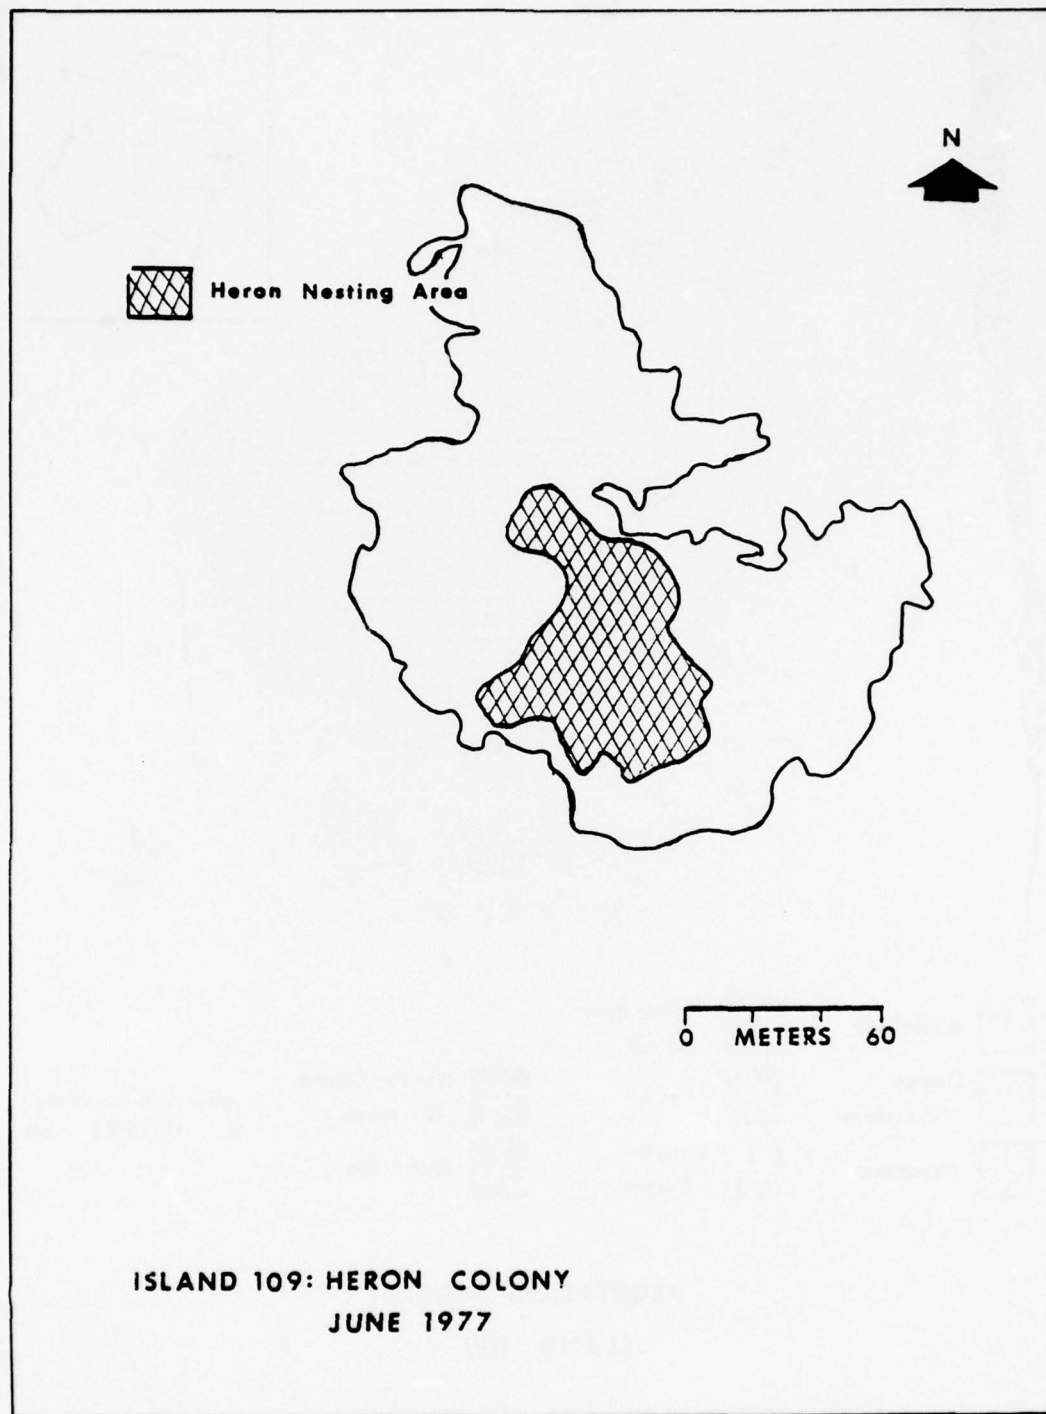 N
Heron Nesting Area
0 METERS 60
ISLAND 109: HERON COLONY
JUNE 1977